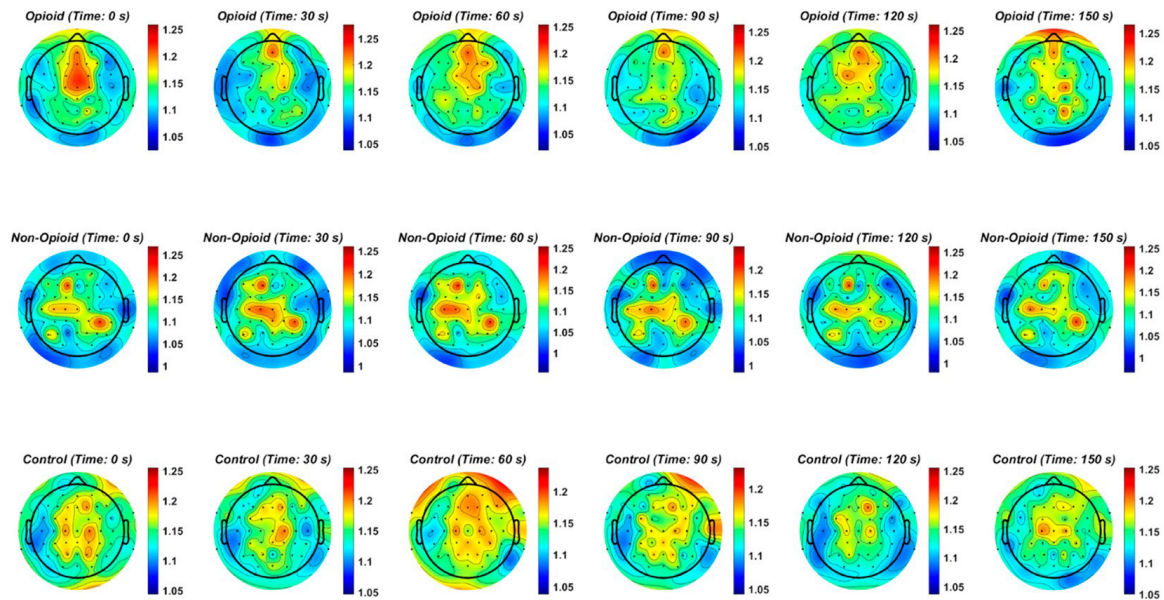 Opioid (Time: 0 s) Opioid (Time: 30 s) Opioid (Time: 60 s) Opioid (Time: 90 s) Opioid (Time: 120 s) Opioid (Time: 150 s)
1.25 1.25 1.25 1.25 1.25 1.25
1.2 1.2 1.2 1.2 1.2 1.2
1.15 1.15 1.15 1.15 1.15 1.15
1.1 1.1 1.1 1.1 1.1 1.1
1.05 1.05 1.05 1.05 1.05 1.05
Non-Opioid (Time: 0 s) Non-Opioid (Time: 30 s) Non-Opioid (Time: 60 s) Non-Opioid (Time: 90 s) Non-Opioid (Time: 120 s) Non-Opioid (Time: 150 s)
1.25 1.25 1.25 1.25 1.25
1.2 1.2 1.2 1.2 1.2 1.2
1.15 1.15 1.15 1.15 1.15 1.15
1.1 1.1 1.1 1.1 1.1 1.1
1.05 1.05 1.05 1.05 1.05 1.05
1 1 1 1 1 1
Control (Time: 0 s) Control (Time: 30 s) Control (Time: 60 s) Control (Time: 90 s) Control (Time: 120 s) Control (Time: 150 s)
1.25 1.25 1.25 1.25
1.2 1.2 1.2 1.2 1.2 1.2
1.15 1.15 1.15 1.15 1.15 1.15
1.1 1.1 1.1 1.1 1.1 1.1
1.05 1.05 1.05 1.05 1.05 1.05